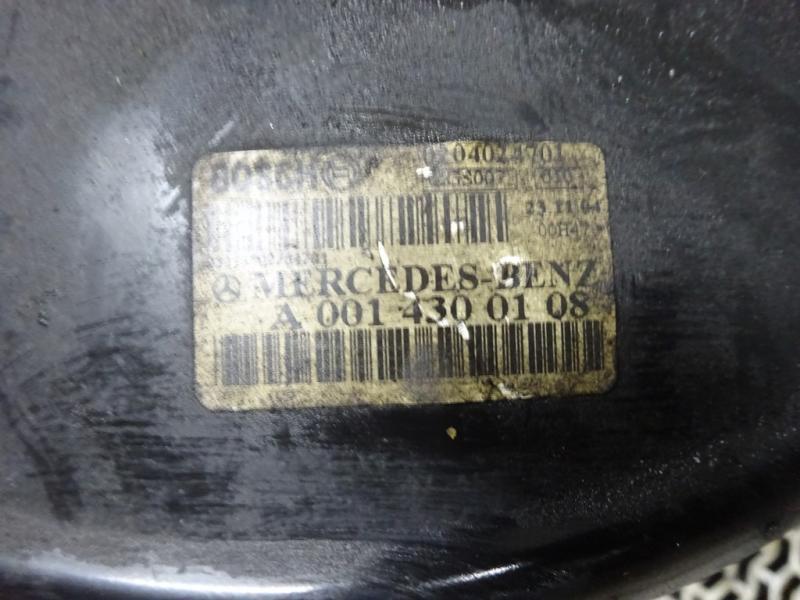 BOSCH 04024701
23.11.04
00H47
MERCEDES-BENZ
A 001 430 01 08